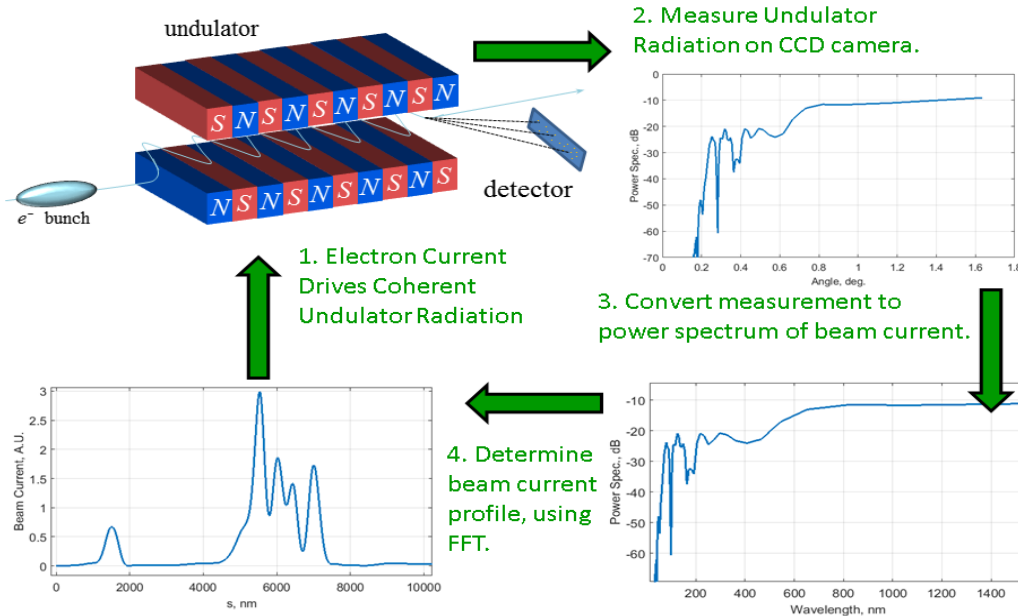 undulator
S N S N S N S N S N
N S N S N S N S N S
e⁻ bunch
detector
2. Measure Undulator
Radiation on CCD camera.
Power Spec., dB
0
-10
-20
-30
-40
-50
-60
-70
0 0.2 0.4 0.6 0.8 1 1.2 1.4 1.6 1.8
Angle, deg.
1. Electron Current
Drives Coherent
Undulator Radiation
3. Convert measurement to
power spectrum of beam current.
Beam Current, A.U.
3
2.5
2
1.5
1
0.5
0
0 2000 4000 6000 8000 10000
s, nm
4. Determine
beam current
profile, using
FFT.
Power Spec., dB
-10
-20
-30
-40
-50
-60
200 400 600 800 1000 1200 1400
Wavelength, nm